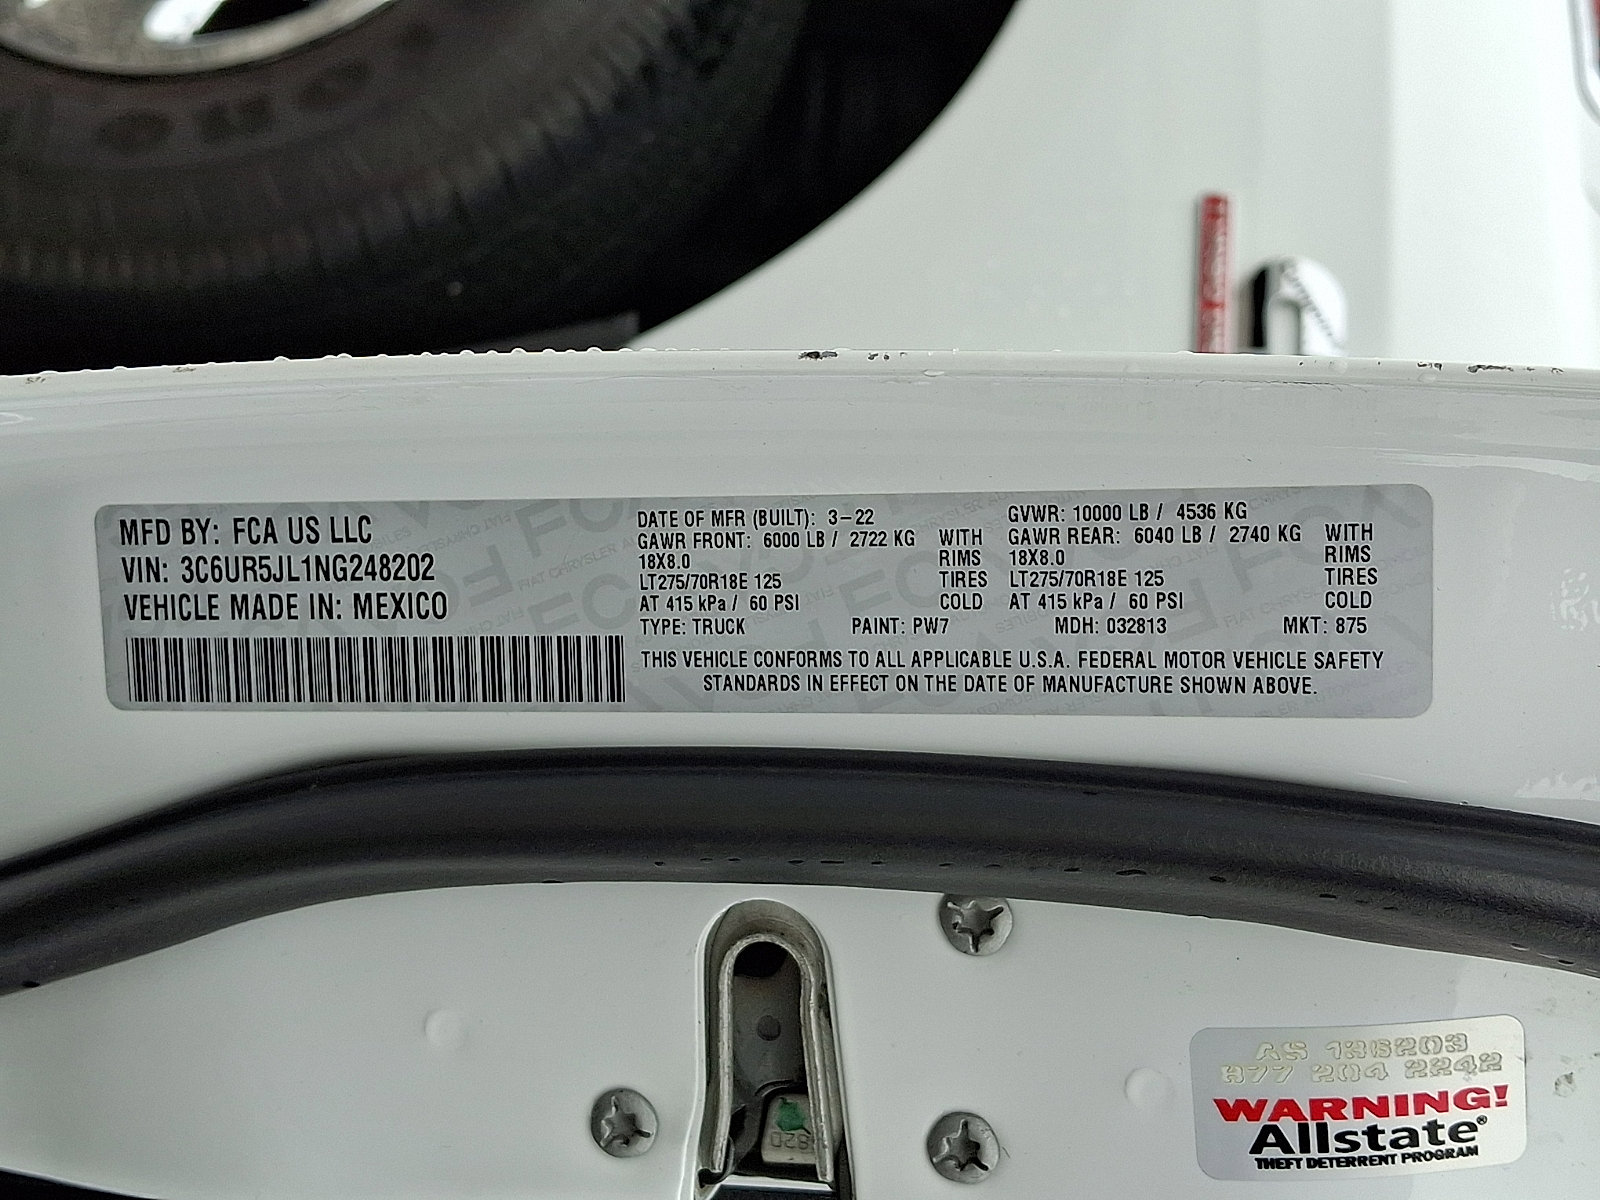 MFD BY: FCA US LLC
VIN: 3C6UR5JL1NG248202
VEHICLE MADE IN: MEXICO
DATE OF MFR (BUILT): 3-22
GAWR FRONT: 6000 LB / 2722 KG WITH
18X8.0 RIMS
LT275/70R18E 125 TIRES
AT 415 kPa / 60 PSI COLD
GVWR: 10000 LB / 4536 KG
GAWR REAR: 6040 LB / 2740 KG WITH
18X8.0 RIMS
LT275/70R18E 125 TIRES
AT 415 kPa / 60 PSI COLD
TYPE: TRUCK PAINT: PW7 MDH: 032813 MKT: 875
THIS VEHICLE CONFORMS TO ALL APPLICABLE U.S.A. FEDERAL MOTOR VEHICLE SAFETY
STANDARDS IN EFFECT ON THE DATE OF MANUFACTURE SHOWN ABOVE.
AS 136203
877 204 2242
WARNING!
Allstate®
THEFT DETERRENT PROGRAM